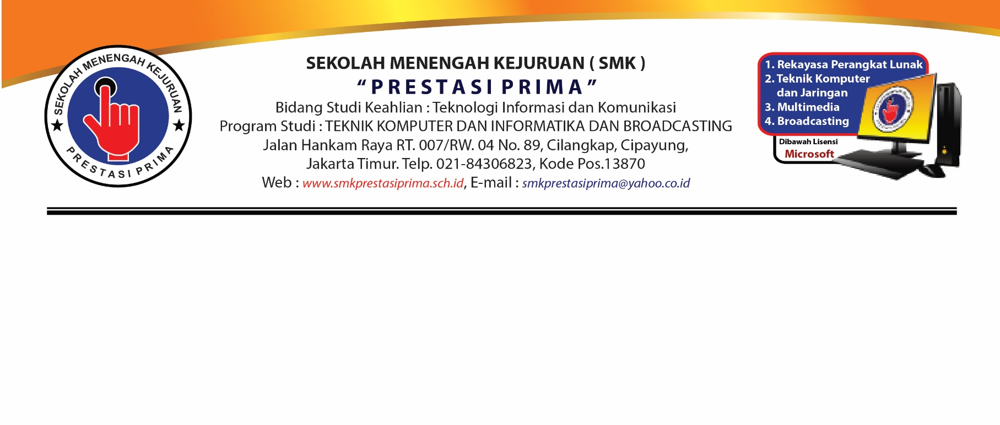 SEKOLAH MENENGAH KEJURUAN
PRESTASI PRIMA
SEKOLAH MENENGAH KEJURUAN ( SMK )
“ P R E S T A S I P R I M A ”
Bidang Studi Keahlian : Teknologi Informasi dan Komunikasi
Program Studi : TEKNIK KOMPUTER DAN INFORMATIKA DAN BROADCASTING
Jalan Hankam Raya RT. 007/RW. 04 No. 89, Cilangkap, Cipayung,
Jakarta Timur. Telp. 021-84306823, Kode Pos.13870
Web : www.smkprestasiprima.sch.id, E-mail : smkprestasiprima@yahoo.co.id
1. Rekayasa Perangkat Lunak
2. Teknik Komputer
dan Jaringan
3. Multimedia
4. Broadcasting
Dibawah Lisensi
Microsoft